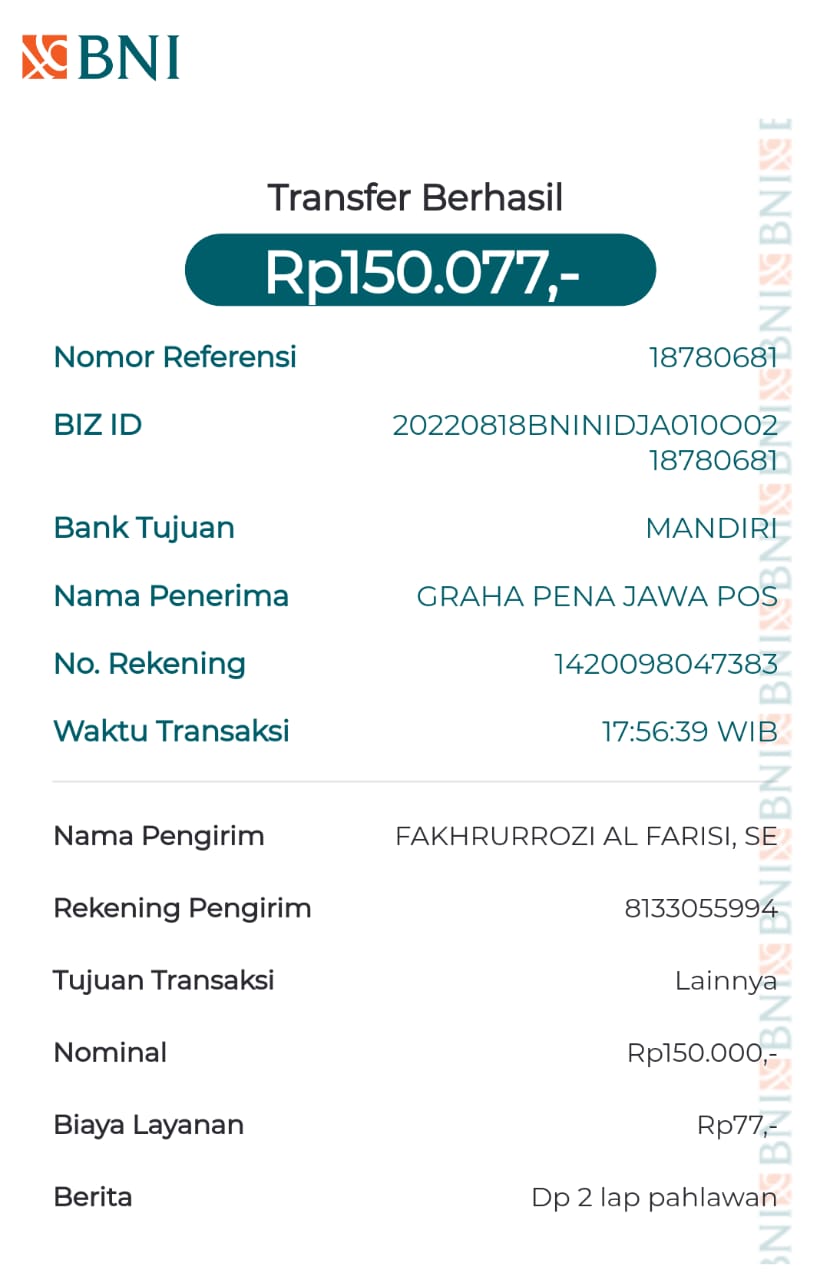 BNI
Transfer Berhasil
Rp150.077,-
Nomor Referensi 18780681
BIZ ID 20220818BNINIDJA010O02
18780681
Bank Tujuan MANDIRI
Nama Penerima GRAHA PENA JAWA POS
No. Rekening 1420098047383
Waktu Transaksi 17:56:39 WIB
Nama Pengirim FAKHRURROZI AL FARISI, SE
Rekening Pengirim 8133055994
Tujuan Transaksi Lainnya
Nominal Rp150.000,-
Biaya Layanan Rp77,-
Berita Dp 2 lap pahlawan
BNI BNI BNI BNI BNI BNI BNI BNI BNI